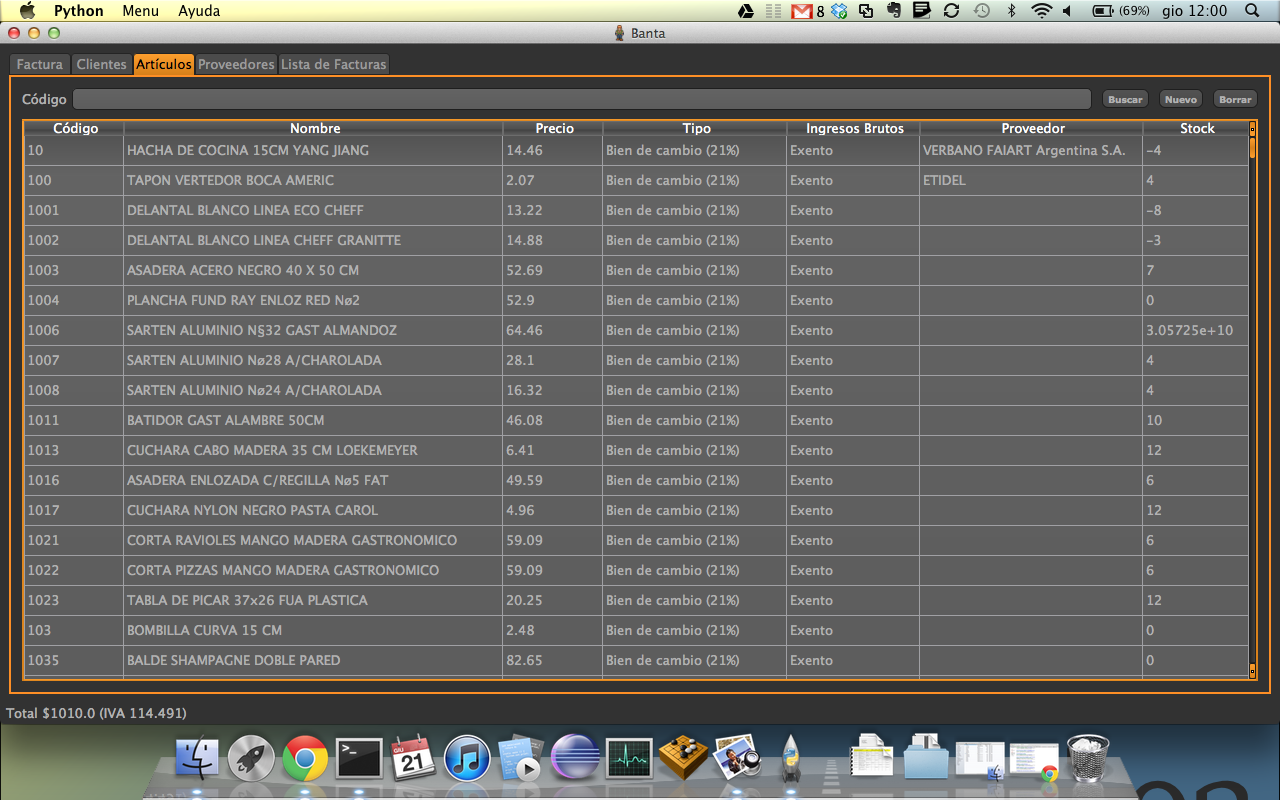 Python Menu Ayuda 8 (69%) gio 12:00
Banta
Factura Clientes Artículos Proveedores Lista de Facturas
Código Buscar Nuevo Borrar
Código Nombre Precio Tipo Ingresos Brutos Proveedor Stock
10 HACHA DE COCINA 15CM YANG JIANG 14.46 Bien de cambio (21%) Exento VERBANO FAIART Argentina S.A. -4
100 TAPON VERTEDOR BOCA AMERIC 2.07 Bien de cambio (21%) Exento ETIDEL 4
1001 DELANTAL BLANCO LINEA ECO CHEFF 13.22 Bien de cambio (21%) Exento -8
1002 DELANTAL BLANCO LINEA CHEFF GRANITTE 14.88 Bien de cambio (21%) Exento -3
1003 ASADERA ACERO NEGRO 40 X 50 CM 52.69 Bien de cambio (21%) Exento 7
1004 PLANCHA FUND RAY ENLOZ RED Nø2 52.9 Bien de cambio (21%) Exento 0
1006 SARTEN ALUMINIO N§32 GAST ALMANDOZ 64.46 Bien de cambio (21%) Exento 3.05725e+10
1007 SARTEN ALUMINIO Nø28 A/CHAROLADA 28.1 Bien de cambio (21%) Exento 4
1008 SARTEN ALUMINIO Nø24 A/CHAROLADA 16.32 Bien de cambio (21%) Exento 4
1011 BATIDOR GAST ALAMBRE 50CM 46.08 Bien de cambio (21%) Exento 10
1013 CUCHARA CABO MADERA 35 CM LOEKEMEYER 6.41 Bien de cambio (21%) Exento 12
1016 ASADERA ENLOZADA C/REGILLA Nø5 FAT 49.59 Bien de cambio (21%) Exento 6
1017 CUCHARA NYLON NEGRO PASTA CAROL 4.96 Bien de cambio (21%) Exento 12
1021 CORTA RAVIOLES MANGO MADERA GASTRONOMICO 59.09 Bien de cambio (21%) Exento 6
1022 CORTA PIZZAS MANGO MADERA GASTRONOMICO 59.09 Bien de cambio (21%) Exento 6
1023 TABLA DE PICAR 37x26 FUA PLASTICA 20.25 Bien de cambio (21%) Exento 12
103 BOMBILLA CURVA 15 CM 2.48 Bien de cambio (21%) Exento 0
1035 BALDE SHAMPAGNE DOBLE PARED 82.65 Bien de cambio (21%) Exento 0
Total $1010.0 (IVA 114.491)
GIU
21